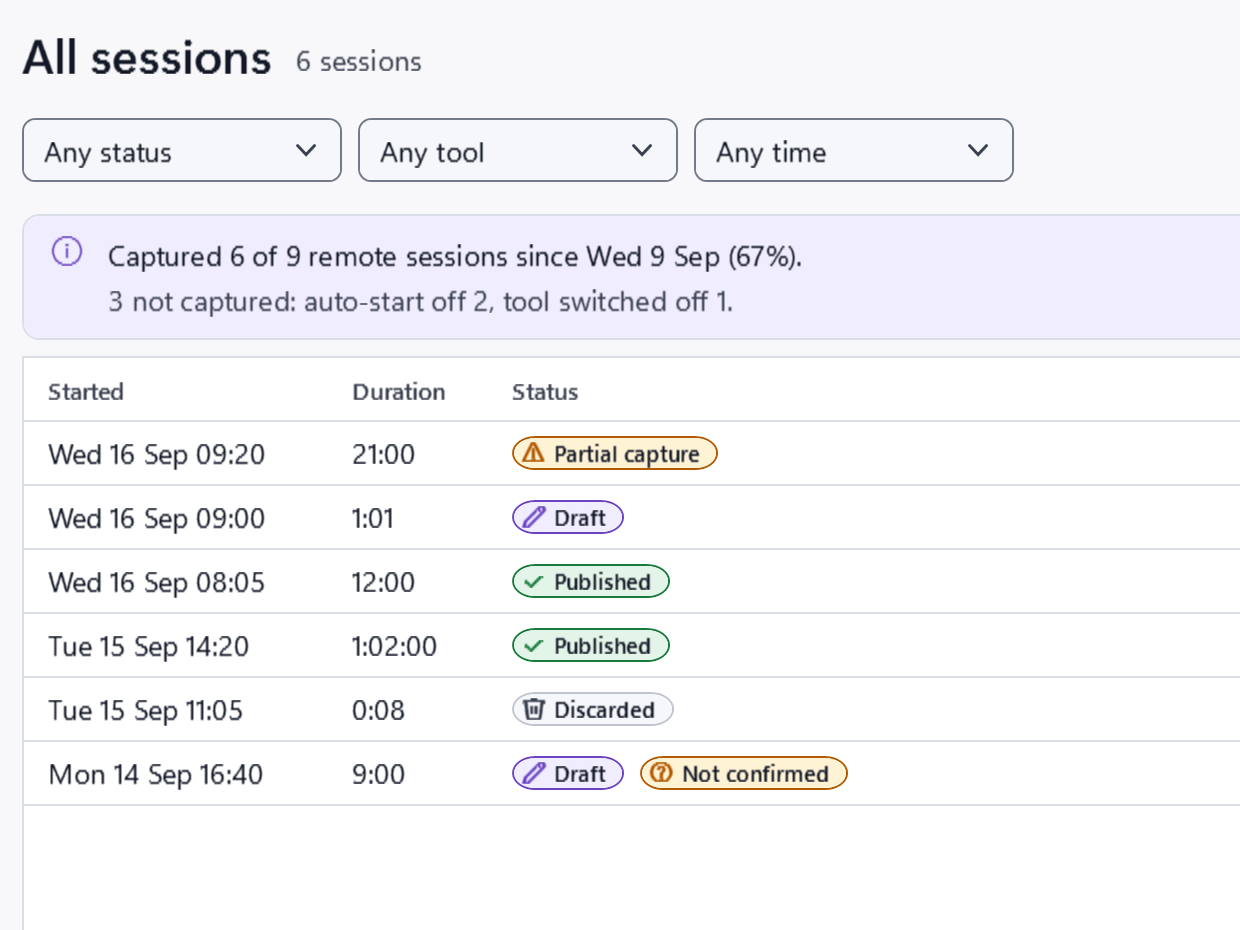 All sessions 6 sessions
Any status Any tool Any time
Captured 6 of 9 remote sessions since Wed 9 Sep (67%).
3 not captured: auto-start off 2, tool switched off 1.
Started Duration Status
Wed 16 Sep 09:20 21:00 Partial capture
Wed 16 Sep 09:00 1:01 Draft
Wed 16 Sep 08:05 12:00 Published
Tue 15 Sep 14:20 1:02:00 Published
Tue 15 Sep 11:05 0:08 Discarded
Mon 14 Sep 16:40 9:00 Draft Not confirmed